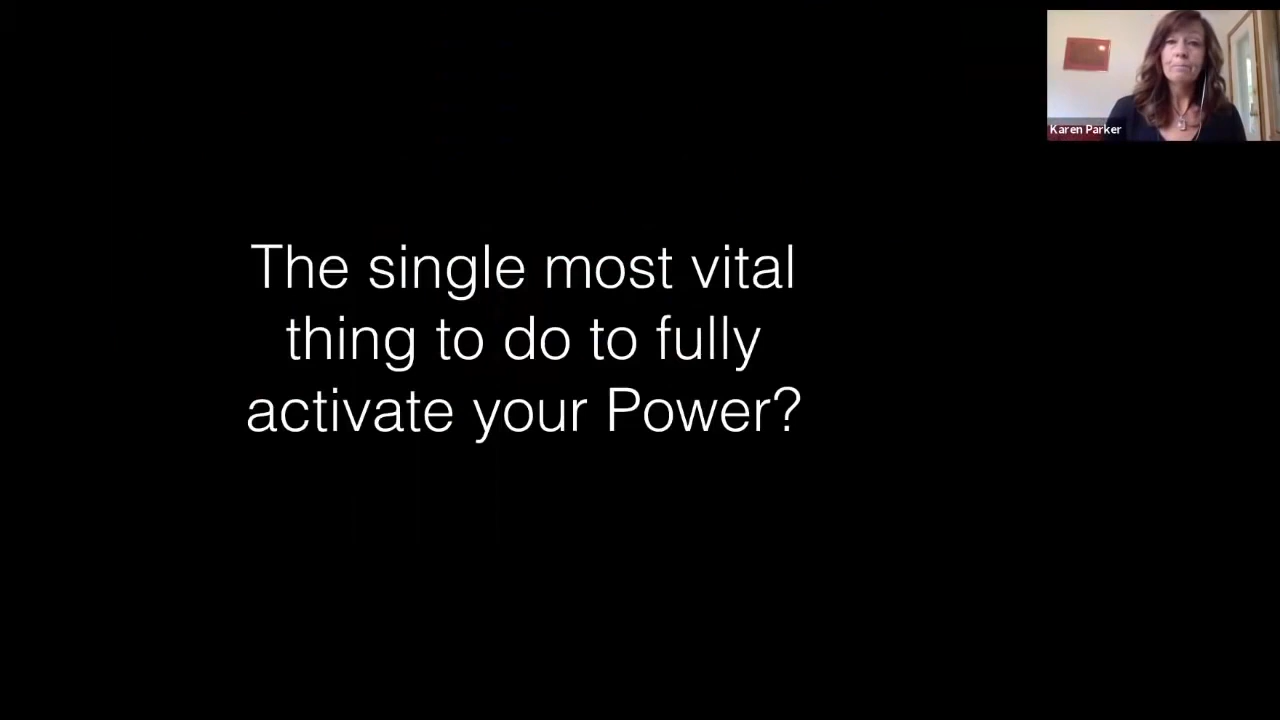 Karen Parker
The single most vital
thing to do to fully
activate your Power?